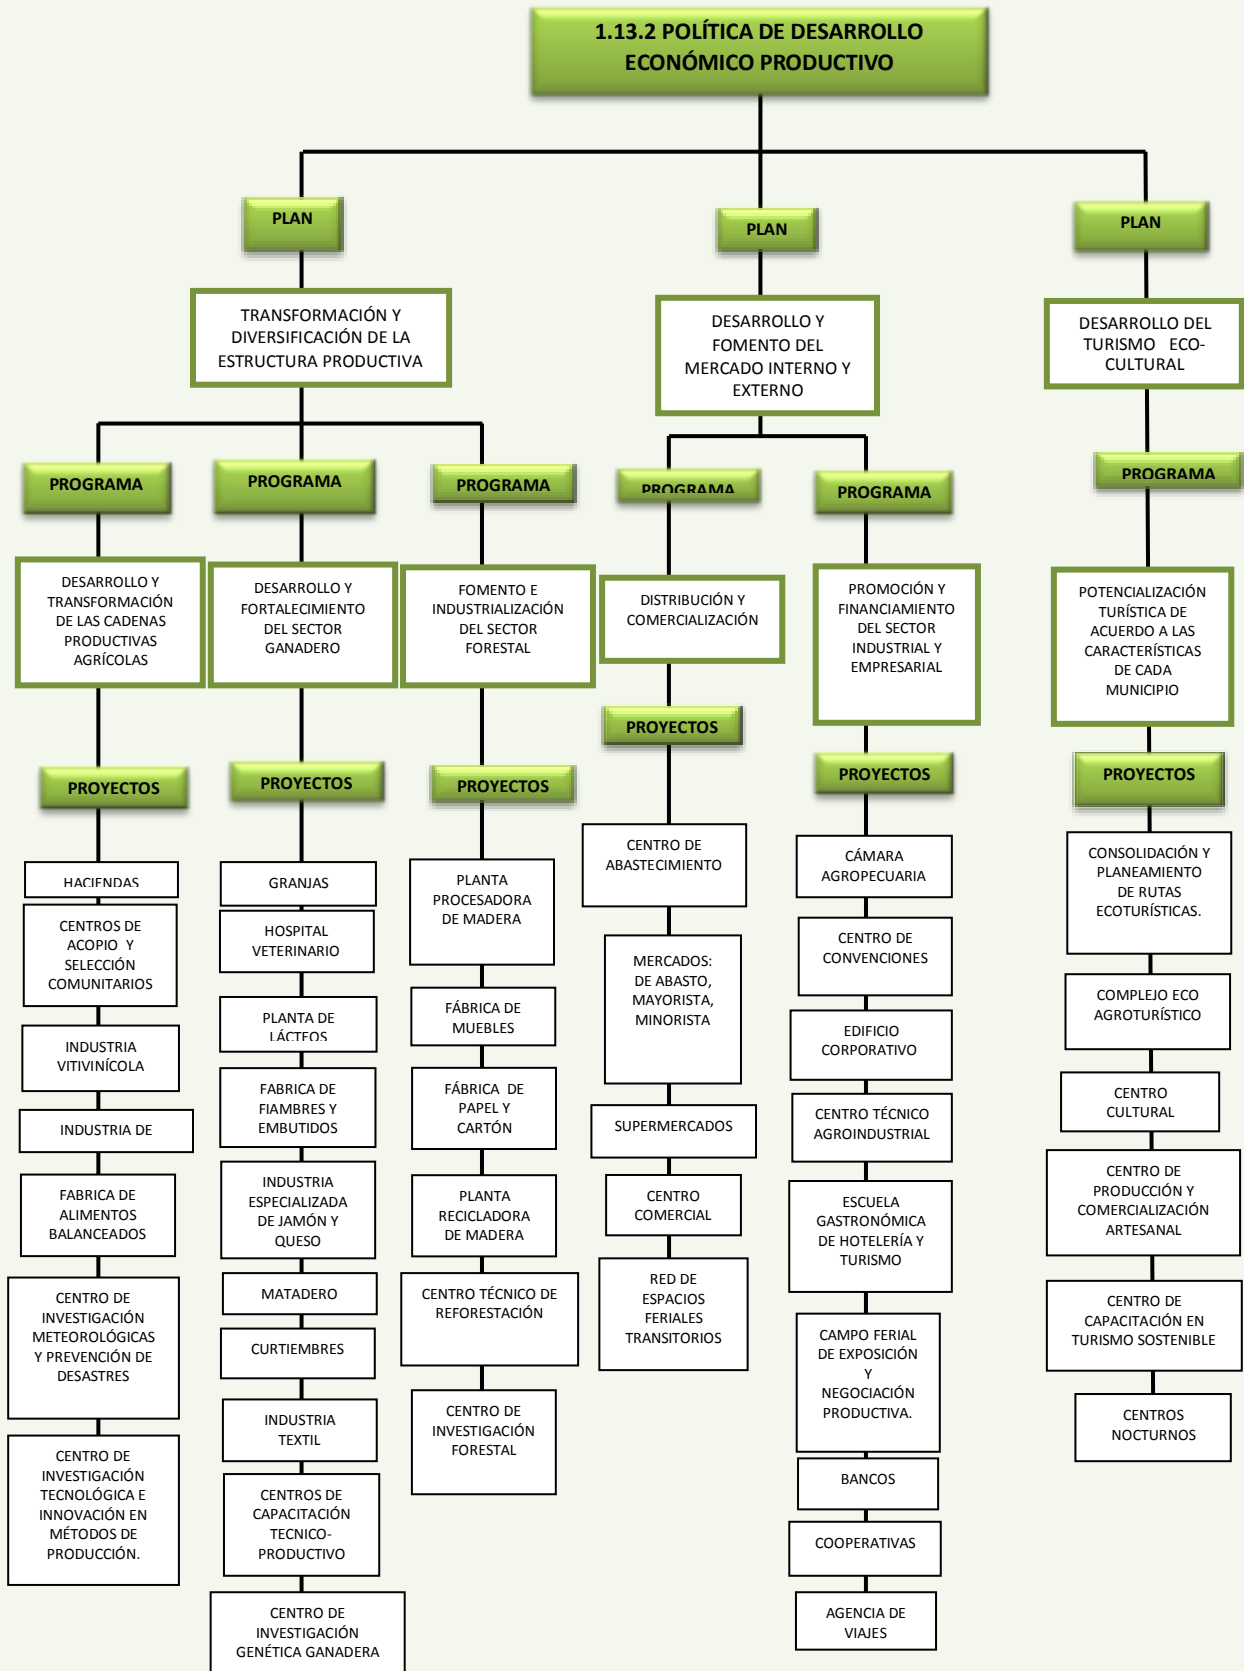 1.13.2 POLÍTICA DE DESARROLLO
ECONÓMICO PRODUCTIVO
PLAN
TRANSFORMACIÓN Y
DIVERSIFICACIÓN DE LA
ESTRUCTURA PRODUCTIVA
PROGRAMA
DESARROLLO Y
TRANSFORMACIÓN
DE LAS CADENAS
PRODUCTIVAS
AGRÍCOLAS
PROYECTOS
HACIENDAS
CENTROS DE
ACOPIO Y
SELECCIÓN
COMUNITARIOS
INDUSTRIA
VITIVINÍCOLA
INDUSTRIA DE
FABRICA DE
ALIMENTOS
BALANCEADOS
CENTRO DE
INVESTIGACIÓN
METEOROLÓGICAS
Y PREVENCIÓN DE
DESASTRES
CENTRO DE
INVESTIGACIÓN
TECNOLÓGICA E
INNOVACIÓN EN
MÉTODOS DE
PRODUCCIÓN.
PROGRAMA
DESARROLLO Y
FORTALECIMIENTO
DEL SECTOR
GANADERO
PROYECTOS
GRANJAS
HOSPITAL
VETERINARIO
PLANTA DE
LÁCTEOS
FABRICA DE
FIAMBRES Y
EMBUTIDOS
INDUSTRIA
ESPECIALIZADA
DE JAMÓN Y
QUESO
MATADERO
CURTIEMBRES
INDUSTRIA
TEXTIL
CENTROS DE
CAPACITACIÓN
TECNICO-
PRODUCTIVO
CENTRO DE
INVESTIGACIÓN
GENÉTICA GANADERA
PROGRAMA
FOMENTO E
INDUSTRIALIZACIÓN
DEL SECTOR
FORESTAL
PROYECTOS
PLANTA
PROCESADORA
DE MADERA
FÁBRICA DE
MUEBLES
FÁBRICA DE
PAPEL Y
CARTÓN
PLANTA
RECICLADORA
DE MADERA
CENTRO TÉCNICO DE
REFORESTACIÓN
CENTRO DE
INVESTIGACIÓN
FORESTAL
PLAN
DESARROLLO Y
FOMENTO DEL
MERCADO INTERNO Y
EXTERNO
PROGRAMA
DISTRIBUCIÓN Y
COMERCIALIZACIÓN
PROYECTOS
CENTRO DE
ABASTECIMIENTO
MERCADOS:
DE ABASTO,
MAYORISTA,
MINORISTA
SUPERMERCADOS
CENTRO
COMERCIAL
RED DE
ESPACIOS
FERIALES
TRANSITORIOS
PROGRAMA
PROMOCIÓN Y
FINANCIAMIENTO
DEL SECTOR
INDUSTRIAL Y
EMPRESARIAL
PROYECTOS
CÁMARA
AGROPECUARIA
CENTRO DE
CONVENCIONES
EDIFICIO
CORPORATIVO
CENTRO TÉCNICO
AGROINDUSTRIAL
ESCUELA
GASTRONÓMICA
DE HOTELERÍA Y
TURISMO
CAMPO FERIAL
DE EXPOSICIÓN
Y
NEGOCIACIÓN
PRODUCTIVA.
BANCOS
COOPERATIVAS
AGENCIA DE
VIAJES
PLAN
DESARROLLO DEL
TURISMO ECO-
CULTURAL
PROGRAMA
POTENCIALIZACIÓN
TURÍSTICA DE
ACUERDO A LAS
CARACTERÍSTICAS
DE CADA
MUNICIPIO
PROYECTOS
CONSOLIDACIÓN Y
PLANEAMIENTO
DE RUTAS
ECOTURÍSTICAS.
COMPLEJO ECO
AGROTURÍSTICO
CENTRO
CULTURAL
CENTRO DE
PRODUCCIÓN Y
COMERCIALIZACIÓN
ARTESANAL
CENTRO DE
CAPACITACIÓN EN
TURISMO SOSTENIBLE
CENTROS
NOCTURNOS